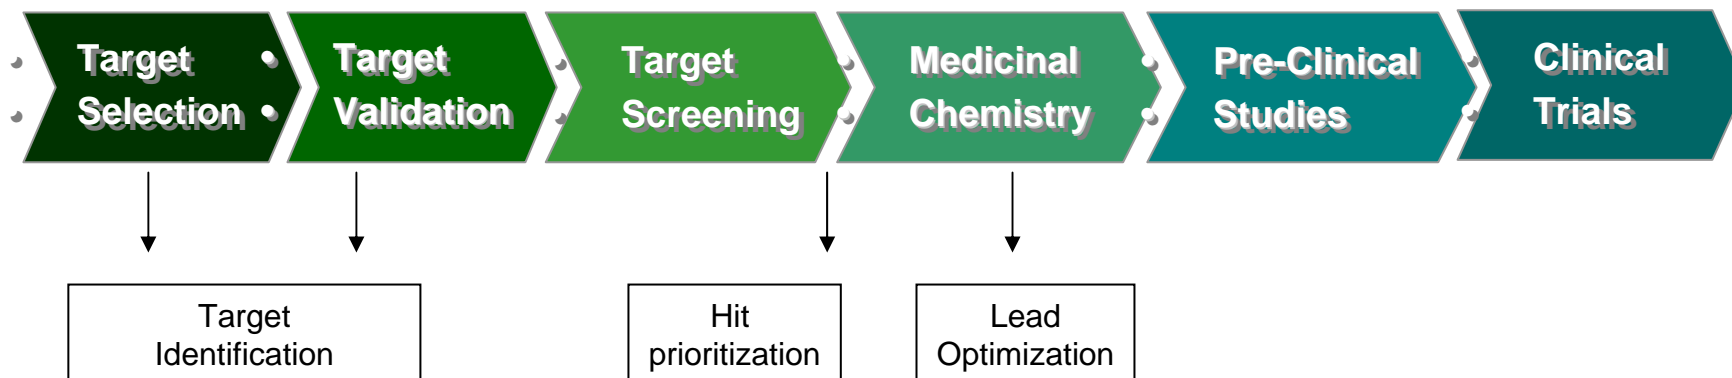 Target
Selection
Target
Validation
Target
Screening
Medicinal
Chemistry
Pre-Clinical
Studies
Clinical
Trials
Target
Identification
Hit
prioritization
Lead
Optimization